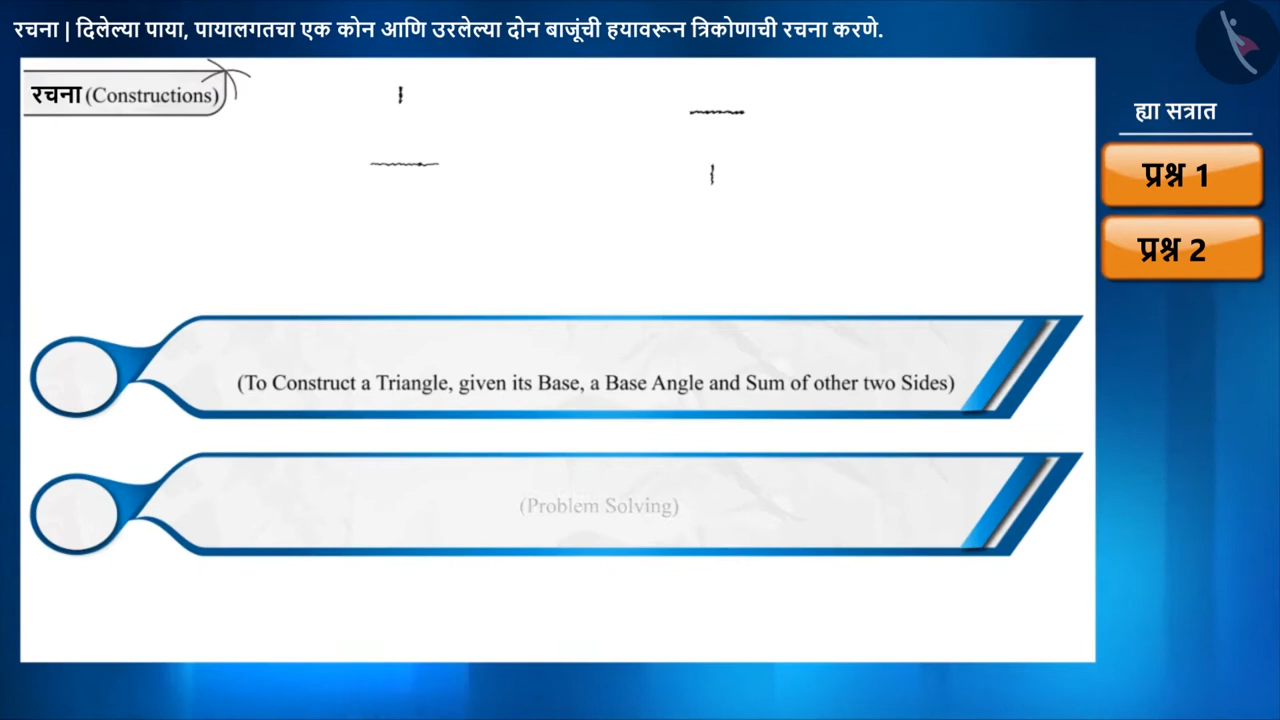 रचना | दिलेल्या पाया, पायालगतचा एक कोन आणि उरलेल्या दोन बाजूंची हयावरून त्रिकोणाची रचना करणे.
रचना (Constructions)
ह्या सत्रात
प्रश्न 1
प्रश्न 2
(To Construct a Triangle, given its Base, a Base Angle and Sum of other two Sides)
(Problem Solving)